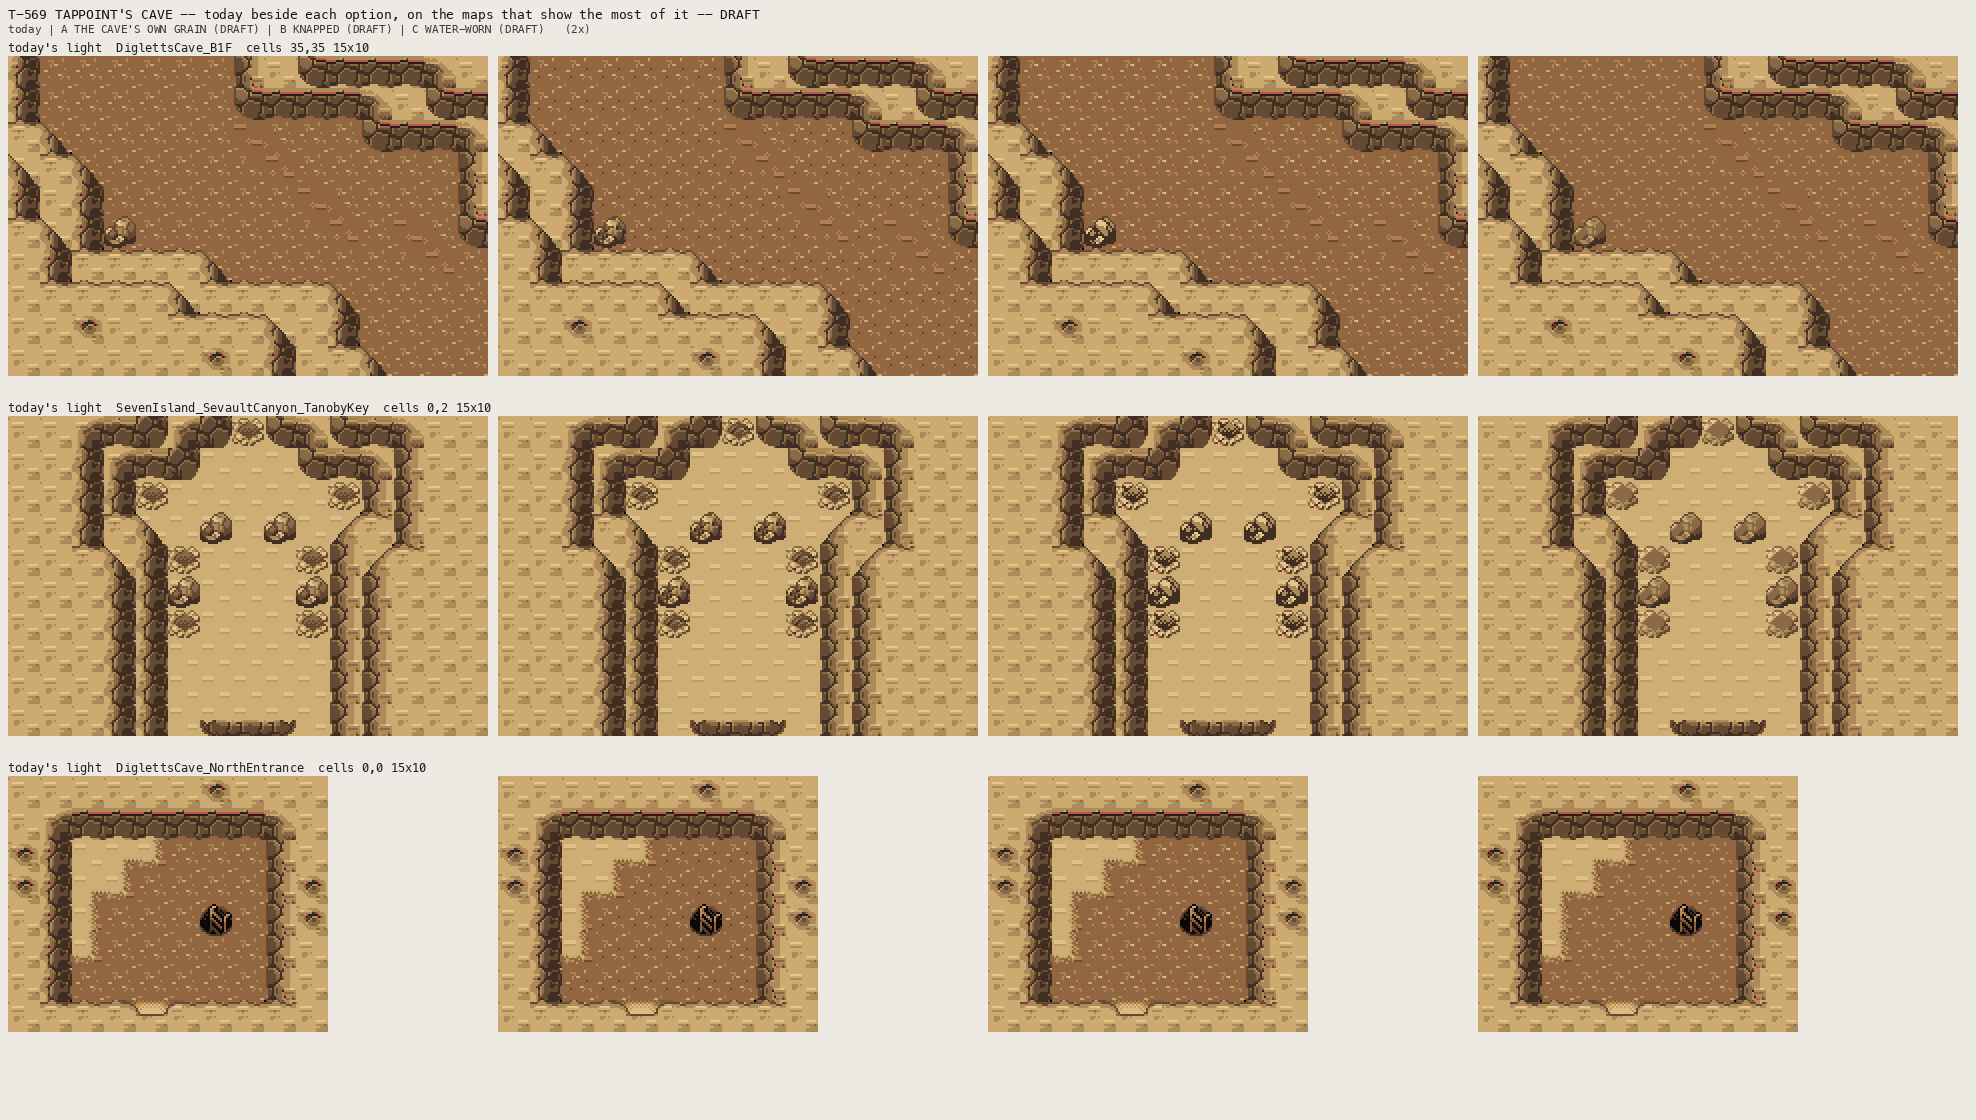 T−569 TAPPOINT'S CAVE −− today beside each option, on the maps that show the most of it −− DRAFT
today | A THE CAVE'S OWN GRAIN (DRAFT) | B KNAPPED (DRAFT) | C WATER−WORN (DRAFT) (2x)
today's light DiglettsCave_B1F cells 35,35 15x10
today's light SevenIsland_SevaultCanyon_TanobyKey cells 0,2 15x10
today's light DiglettsCave_NorthEntrance cells 0,0 15x10